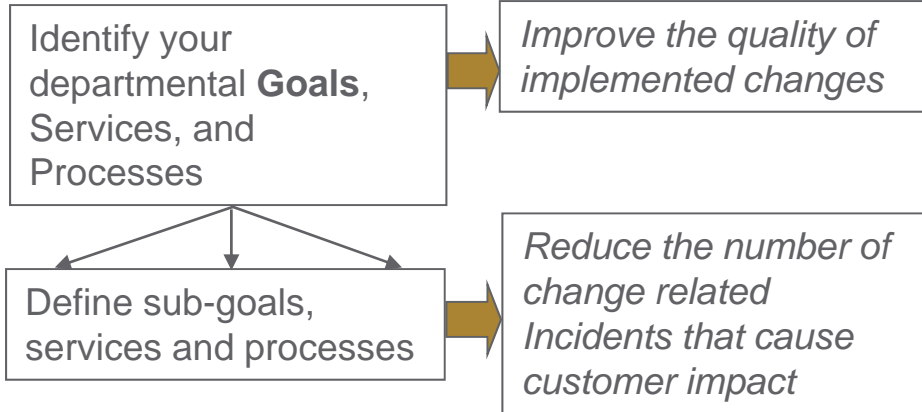 Identify your
departmental Goals,
Services, and
Processes
Improve the quality of
implemented changes
Define sub-goals,
services and processes
Reduce the number of
change related
Incidents that cause
customer impact